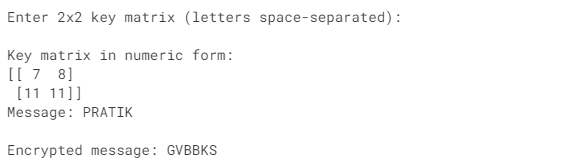 Enter 2x2 key matrix (letters space-separated):
Key matrix in numeric form:
[[ 7  8]
 [11 11]]
Message: PRATIK
Encrypted message: GVBBKS